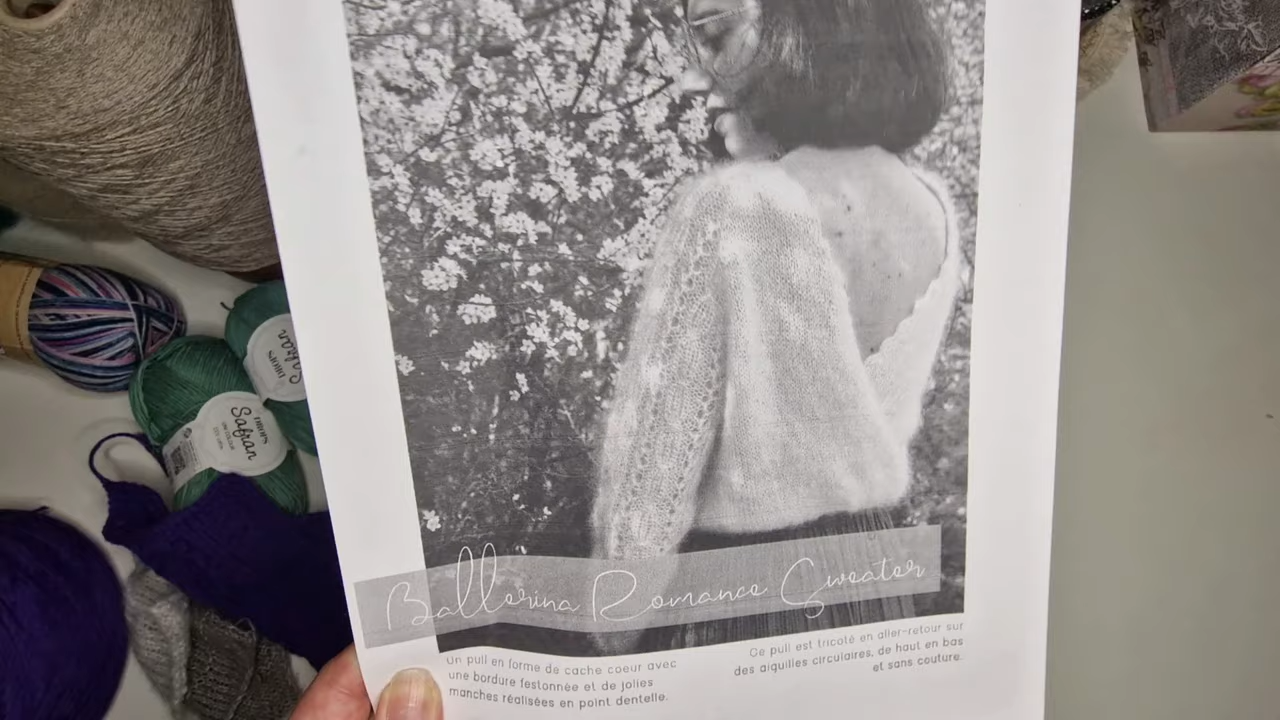 Ballerina Romance Sweater
un pull en forme de cache coeur avec
une bordure festonnée et de jolies
manches réalisées en point dentelle.
Ce pull est tricoté en aller-retour sur
des aiguilles circulaires, de haut en bas
et sans couture.
DROPS
Safran
DROPS
Safran